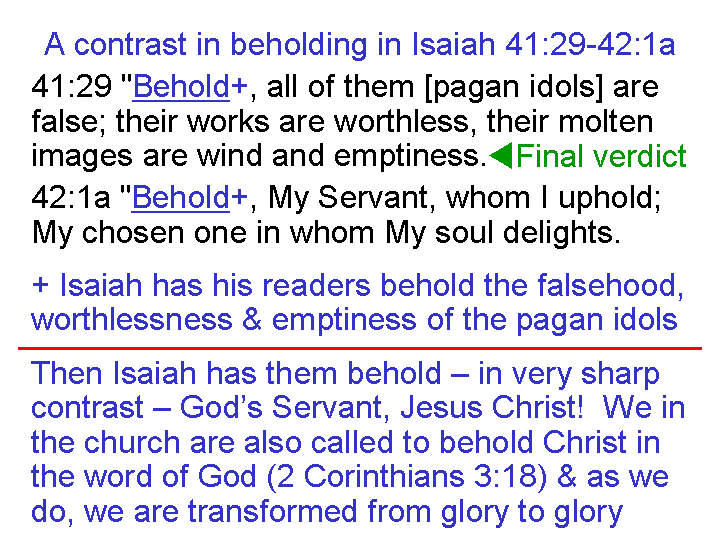 A contrast in beholding in Isaiah 41:29-42:1a
41:29 "Behold+, all of them [pagan idols] are
false; their works are worthless, their molten
images are wind and emptiness.◀Final verdict
42:1a "Behold+, My Servant, whom I uphold;
My chosen one in whom My soul delights.
+ Isaiah has his readers behold the falsehood,
worthlessness & emptiness of the pagan idols
Then Isaiah has them behold – in very sharp
contrast – God’s Servant, Jesus Christ!  We in
the church are also called to behold Christ in
the word of God (2 Corinthians 3:18) & as we
do, we are transformed from glory to glory